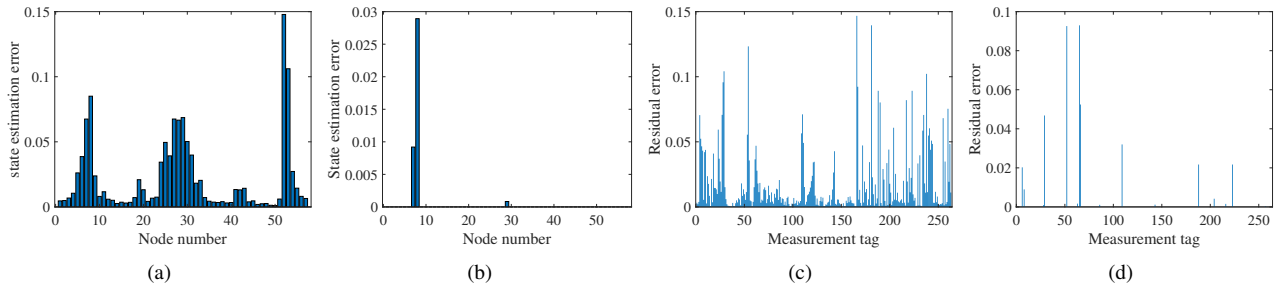 0.15
0.1
0.05
0
state estimation error
0 10 20 30 40 50
Node number
(a)
0.03
0.025
0.02
0.015
0.01
0.005
0
State estimation error
0 10 20 30 40 50
Node number
(b)
0.15
0.1
0.05
0
Residual error
0 50 100 150 200 250
Measurement tag
(c)
0.1
0.08
0.06
0.04
0.02
0
Residual error
0 50 100 150 200 250
Measurement tag
(d)